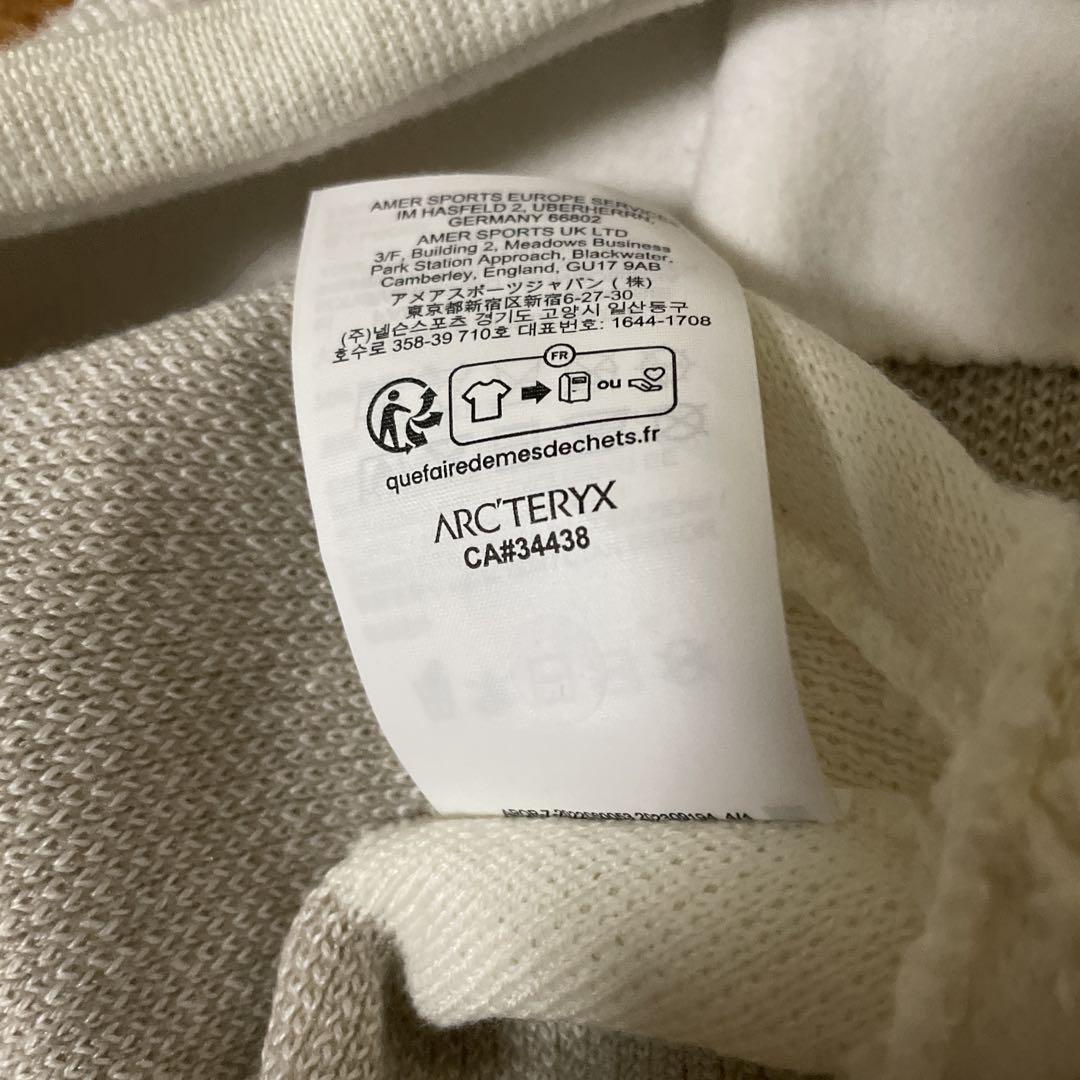 AMER SPORTS EUROPE SERVICES
IM HASFELD 2, UBERHERRN,
GERMANY 66802
AMER SPORTS UK LTD
3/F, Building 2, Meadows Business
Park Station Approach, Blackwater.
Camberley, England, GU17 9AB
アメアスポーツジャパン (株)
東京都新宿区新宿6-27-30
(주)넬슨스포츠 경기도 고양시 일산동구
호수로 358-39 710호 대표번호: 1644-1708
FR
ou
quefairedemesdechets.fr
ARC'TERYX
CA#34438